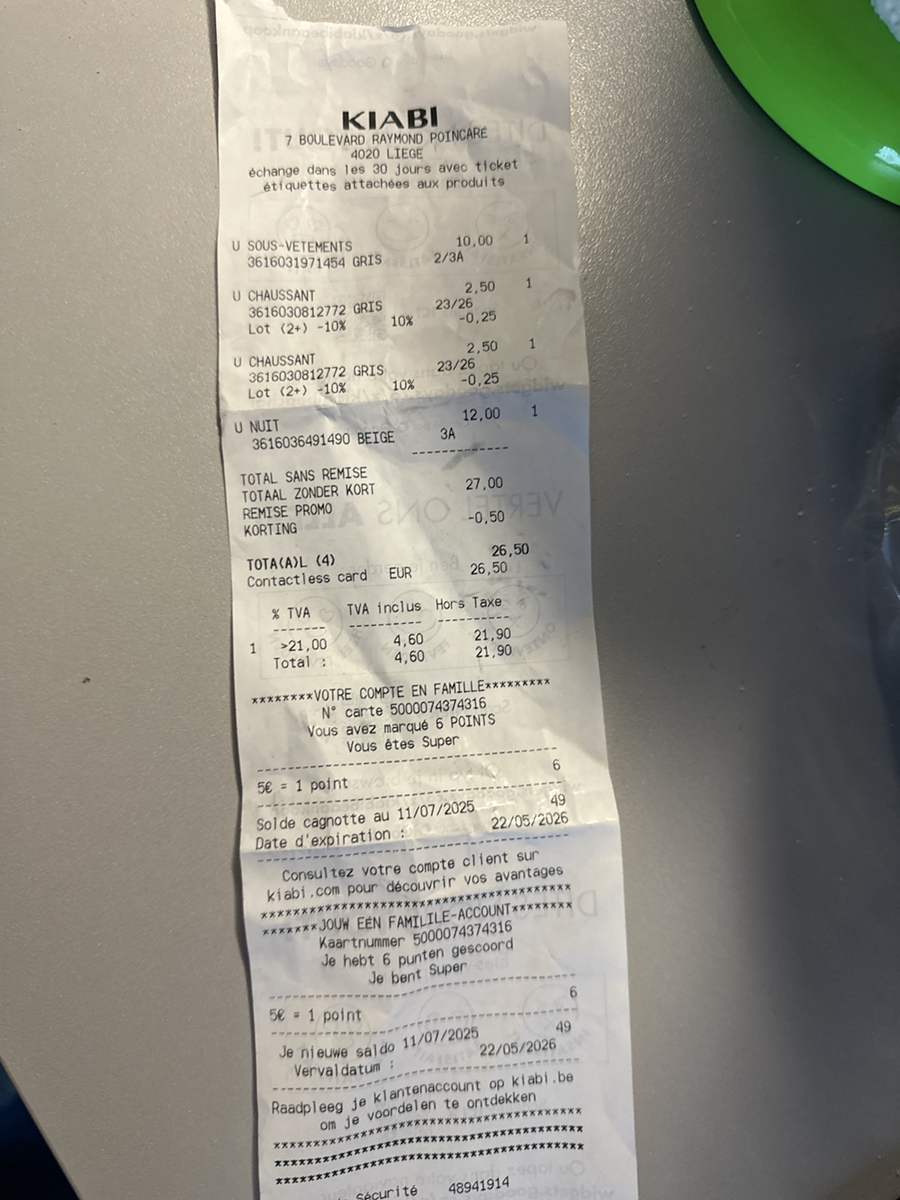 KIABI
7 BOULEVARD RAYMOND POINCARÉ
4020 LIEGE
échange dans les 30 jours avec ticket
étiquettes attachées aux produits
U SOUS-VETEMENTS 10,00 1
3616031971454 GRIS 2/3A
U CHAUSSANT 2,50 1
3616030812772 GRIS 23/26
Lot (2+) -10% 10% -0,25
U CHAUSSANT 2,50 1
3616030812772 GRIS 23/26
Lot (2+) -10% 10% -0,25
U NUIT 12,00 1
3616036491490 BEIGE 3A
------------
TOTAL SANS REMISE
TOTAAL ZONDER KORT 27,00
REMISE PROMO
KORTING -0,50
TOTA(A)L (4) 26,50
Contactless card EUR 26,50
% TVA TVA inclus Hors Taxe
------- --------- ---------
1 >21,00 4,60 21,90
Total : 4,60 21,90
********VOTRE COMPTE EN FAMILLE*********
N° carte 5000074374316
Vous avez marqué 6 POINTS
Vous êtes Super
----------------------------------------
5€ = 1 point 6
----------------------------------------
Solde cagnotte au 11/07/2025 49
Date d'expiration : 22/05/2026
----------------------------------------
Consultez votre compte client sur
kiabi.com pour découvrir vos avantages
****************************************
*******JOUW EEN FAMILILE-ACCOUNT********
Kaartnummer 5000074374316
Je hebt 6 punten gescoord
Je bent Super
----------------------------------------
5€ = 1 point 6
----------------------------------------
Je nieuwe saldo 11/07/2025 49
Vervaldatum : 22/05/2026
----------------------------------------
Raadpleeg je klantenaccount op kiabi.be
om je voordelen te ontdekken
****************************************
****************************************
****************************************
Sécurité 48941914